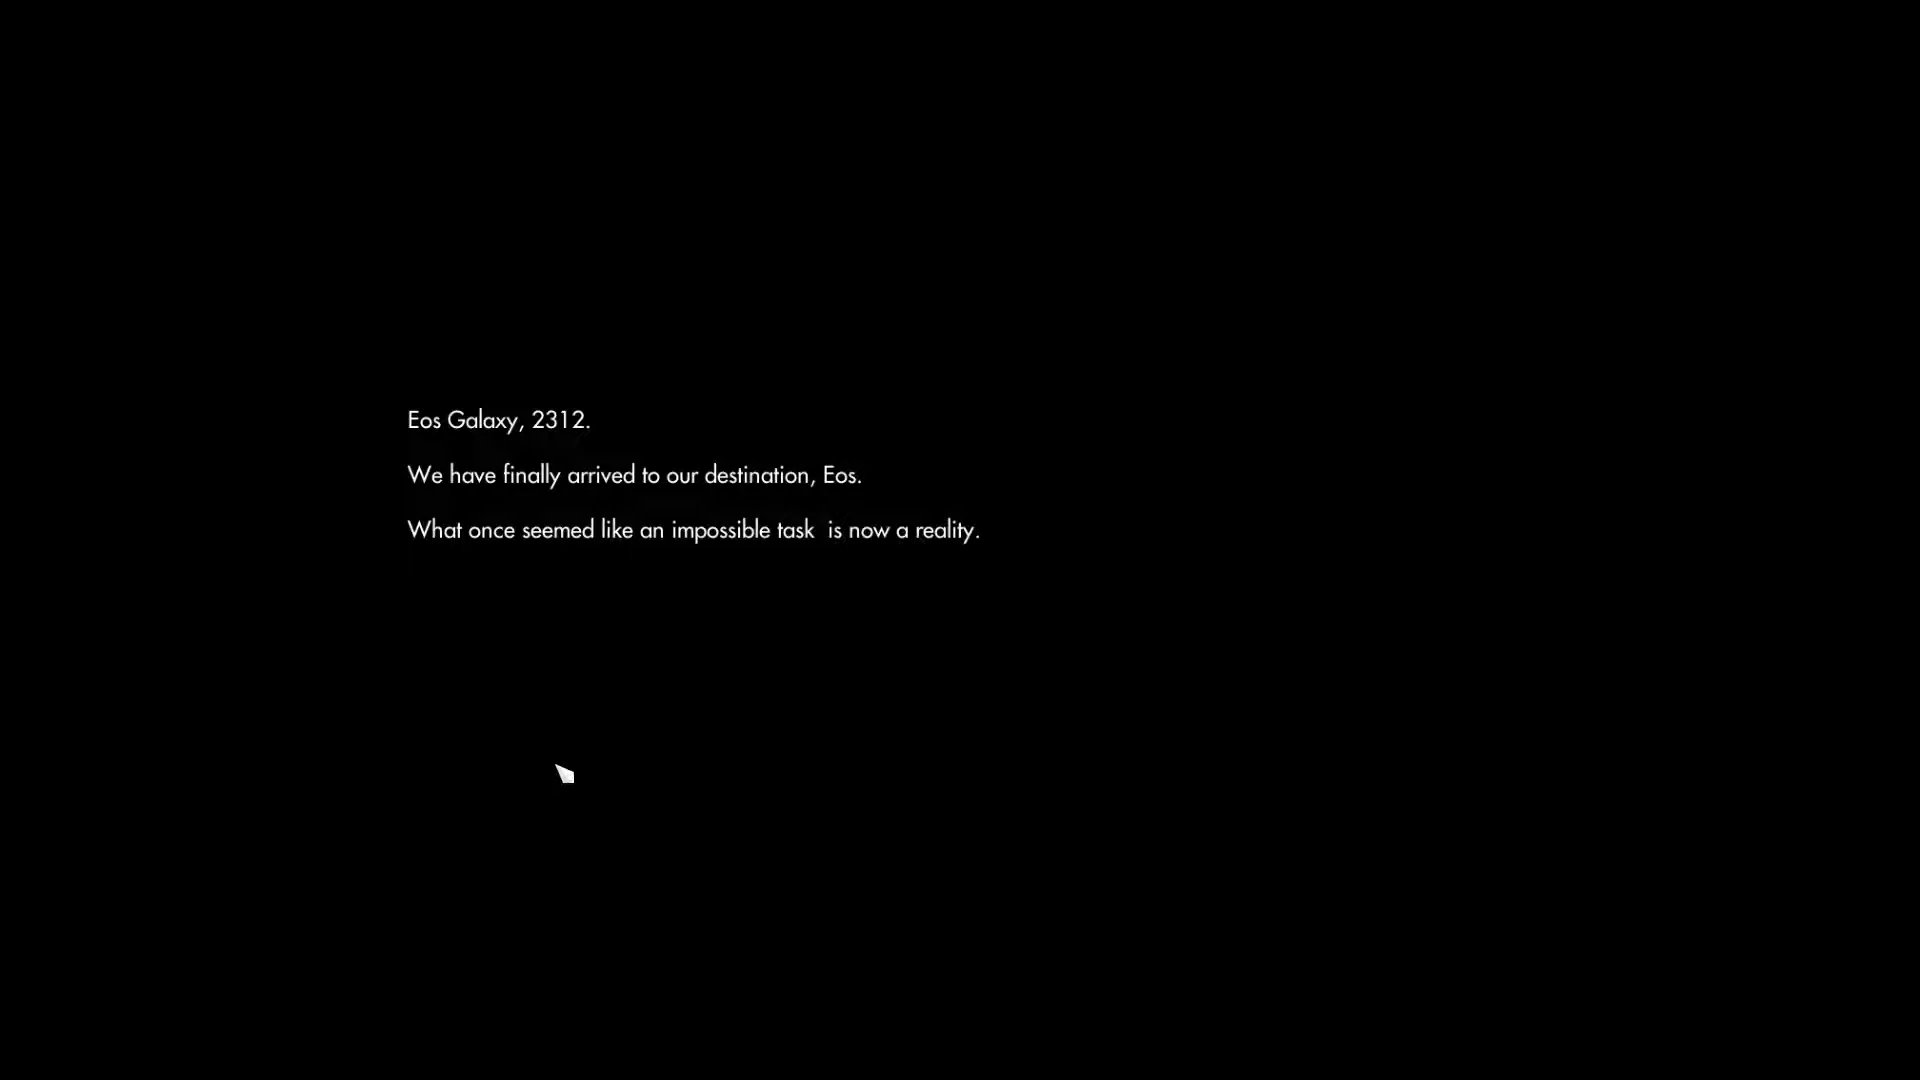 Eos Galaxy, 2312.
We have finally arrived to our destination, Eos.
What once seemed like an impossible task  is now a reality.